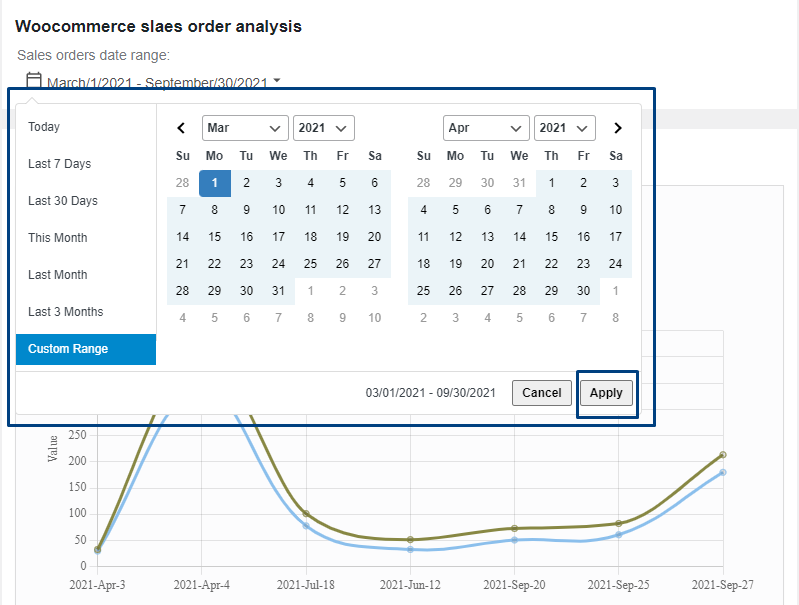 Woocommerce slaes order analysis
Sales orders date range:
March/1/2021 - September/30/2021
Today
Last 7 Days
Last 30 Days
This Month
Last Month
Last 3 Months
Custom Range
Mar 2021
Su Mo Tu We Th Fr Sa
28 1 2 3 4 5 6
7 8 9 10 11 12 13
14 15 16 17 18 19 20
21 22 23 24 25 26 27
28 29 30 31 1 2 3
4 5 6 7 8 9 10
Apr 2021
Su Mo Tu We Th Fr Sa
28 29 30 31 1 2 3
4 5 6 7 8 9 10
11 12 13 14 15 16 17
18 19 20 21 22 23 24
25 26 27 28 29 30 1
2 3 4 5 6 7 8
03/01/2021 - 09/30/2021 Cancel Apply
Value
250
200
150
100
50
0
2021-Apr-3 2021-Apr-4 2021-Jul-18 2021-Jun-12 2021-Sep-20 2021-Sep-25 2021-Sep-27